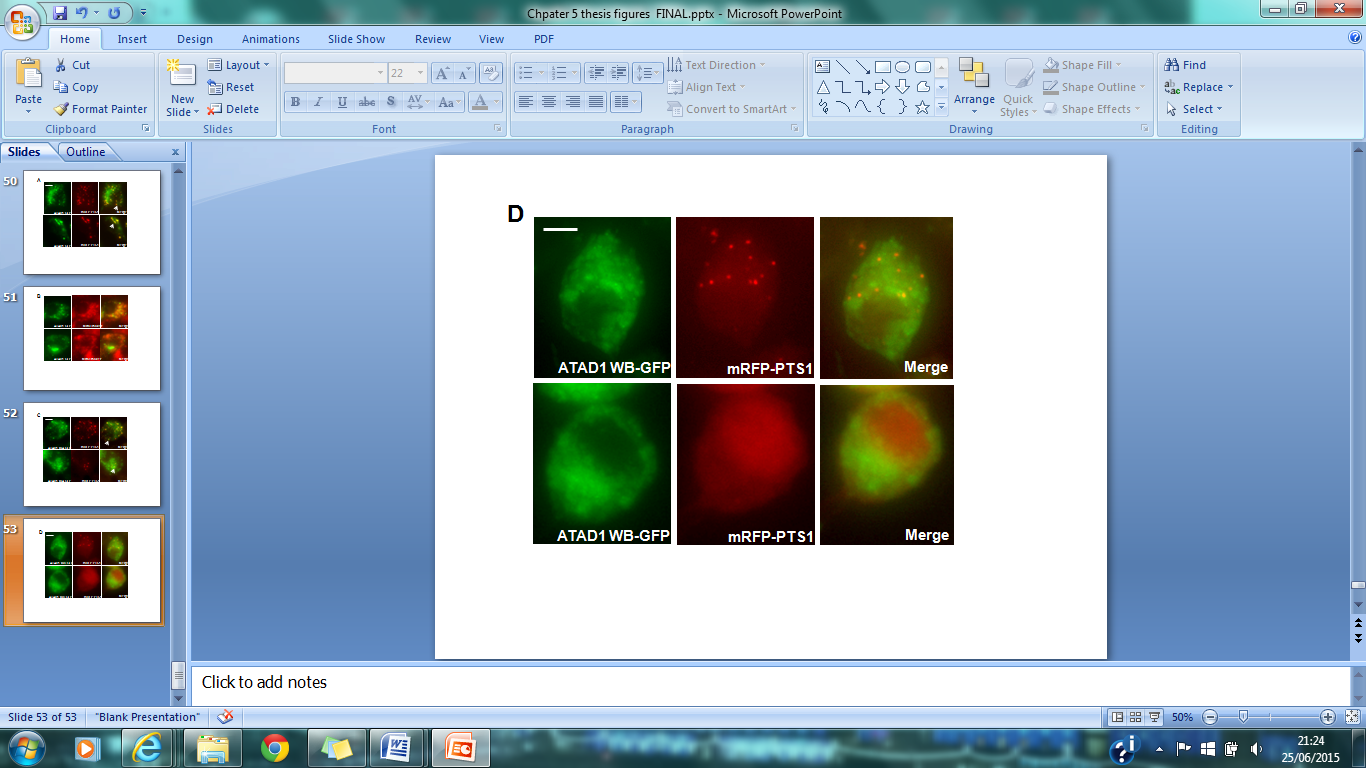 Chpater 5 thesis figures  FINAL.pptx - Microsoft PowerPoint
Home Insert Design Animations Slide Show Review View PDF
Paste
Cut
Copy
Format Painter
Clipboard
New Slide
Layout
Reset
Delete
Slides
22
B I U abc S AV Aa A
Font
Text Direction
Align Text
Convert to SmartArt
Paragraph
Arrange
Quick Styles
Shape Fill
Shape Outline
Shape Effects
Drawing
Find
Replace
Select
Editing
Slides Outline x
50
A
51
52
C
53
D
D
ATAD1 WB-GFP mRFP-PTS1 Merge
ATAD1 WB-GFP mRFP-PTS1 Merge
Click to add notes
Slide 53 of 53 "Blank Presentation" 50%
21:24
25/06/2015